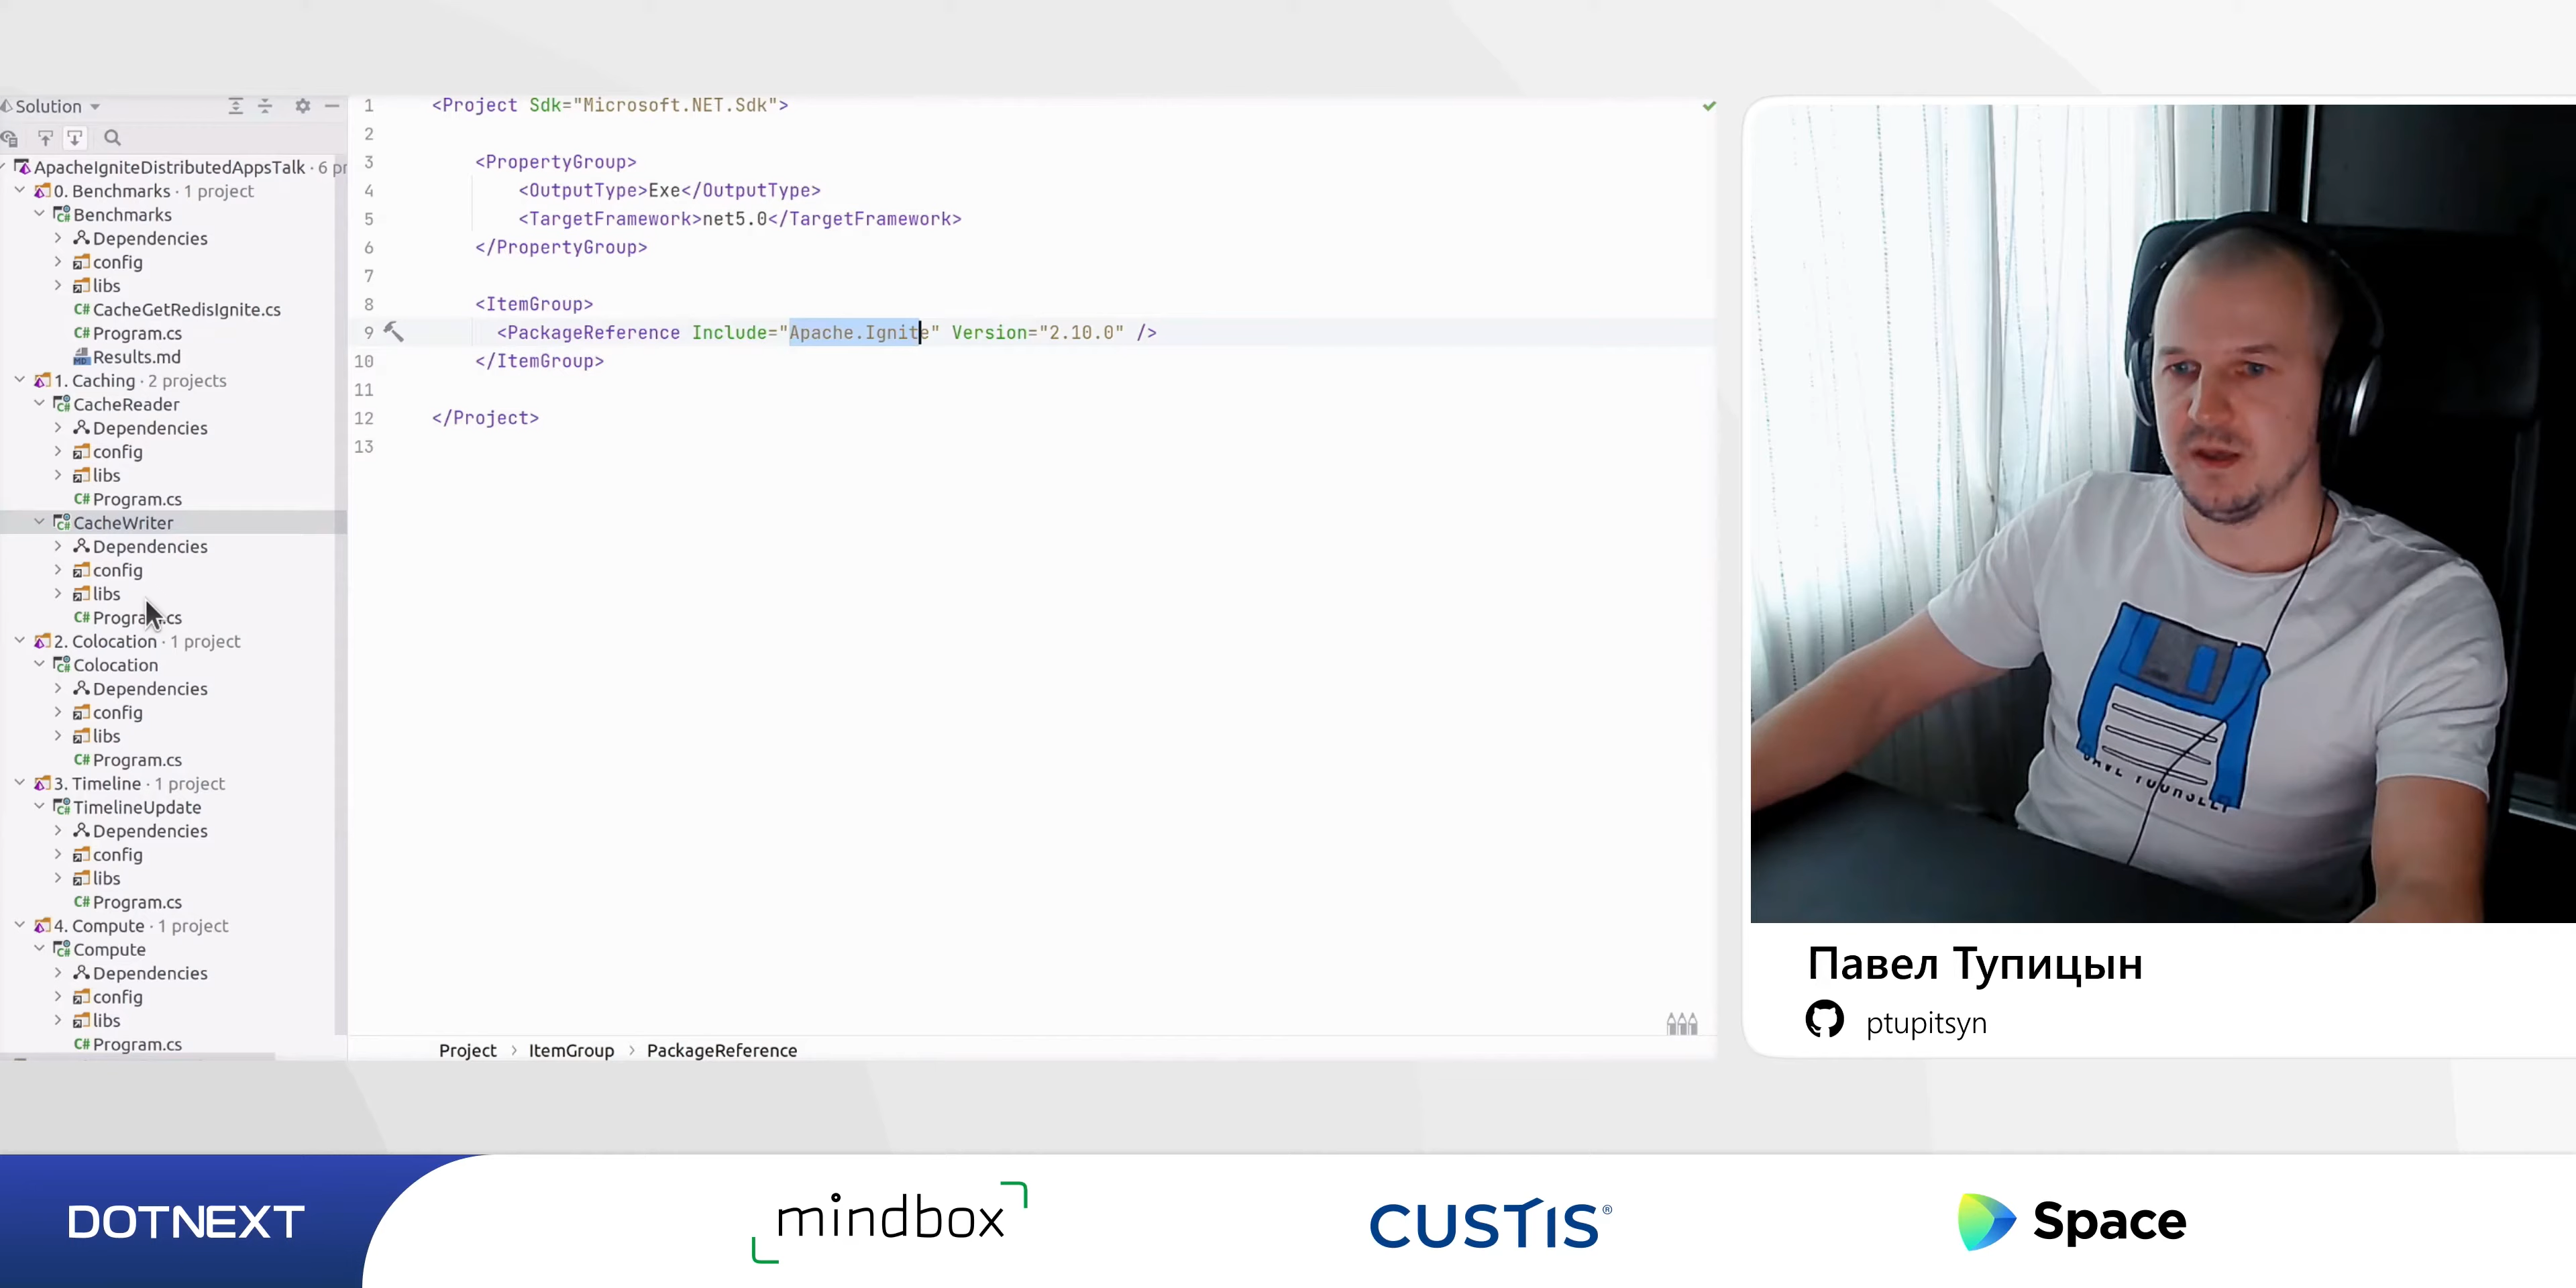 Solution
ApacheIgniteDistributedAppsTalk · 6 pr
0. Benchmarks · 1 project
Benchmarks
Dependencies
config
libs
C# CacheGetRedisIgnite.cs
C# Program.cs
MD Results.md
1. Caching · 2 projects
C# CacheReader
Dependencies
config
libs
C# Program.cs
C# CacheWriter
Dependencies
config
libs
C# Program.cs
2. Colocation · 1 project
C# Colocation
Dependencies
config
libs
C# Program.cs
3. Timeline · 1 project
C# TimelineUpdate
Dependencies
config
libs
C# Program.cs
4. Compute · 1 project
C# Compute
Dependencies
config
libs
C# Program.cs
1 <Project Sdk="Microsoft.NET.Sdk">
2
3 <PropertyGroup>
4 <OutputType>Exe</OutputType>
5 <TargetFramework>net5.0</TargetFramework>
6 </PropertyGroup>
7
8 <ItemGroup>
9 <PackageReference Include="Apache.Ignite" Version="2.10.0" />
10 </ItemGroup>
11
12 </Project>
13
Project > ItemGroup > PackageReference
SAVE YOURSELF
Павел Тупицын
ptupitsyn
DOTNEXT
mindbox
CUSTIS®
Space